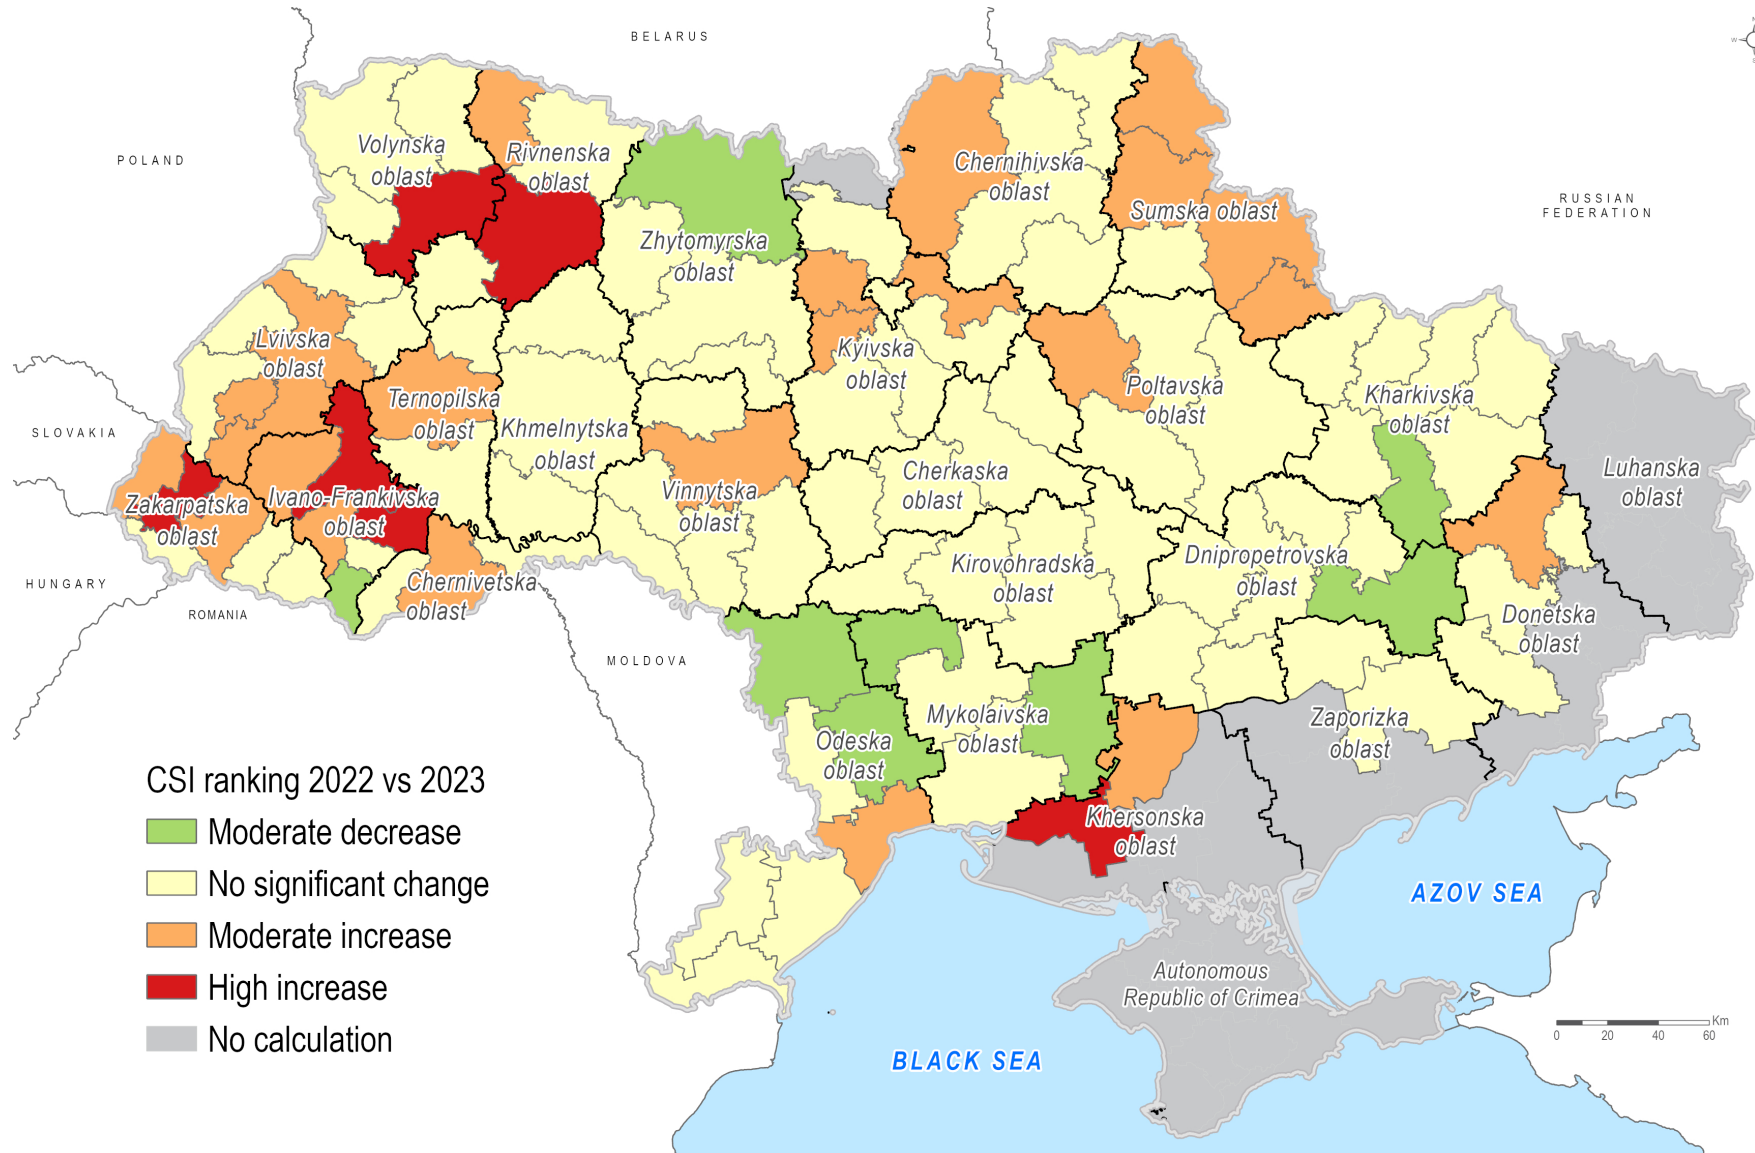 BELARUS
N
W
S
POLAND
Volynska
oblast
Rivnenska
oblast
Chernihivska
oblast
Sumska oblast
RUSSIAN
FEDERATION
Zhytomyrska
oblast
Lvivska
oblast
Kyivska
oblast
Ternopilska
oblast
Khmelnytska
oblast
Poltavska
oblast
Kharkivska
oblast
SLOVAKIA
Cherkaska
oblast
Luhanska
oblast
Zakarpatska
oblast
Ivano-Frankivska
oblast
Vinnytska
oblast
HUNGARY
ROMANIA
Chernivetska
oblast
Kirovohradska
oblast
Dnipropetrovska
oblast
Donetska
oblast
MOLDOVA
Odeska
oblast
Mykolaivska
oblast
Zaporizka
oblast
Khersonska
oblast
CSI ranking 2022 vs 2023
Moderate decrease
No significant change
Moderate increase
High increase
No calculation
AZOV SEA
Autonomous
Republic of Crimea
BLACK SEA
Km
0 20 40 60